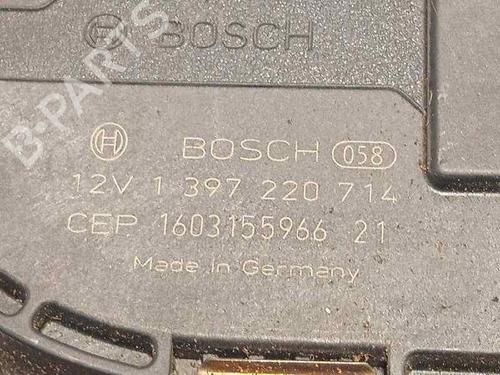 BOSCH
B-PARTS
BOSCH 058
12V 1 397 220 714
CEP 1603155966 21
Made in Germany